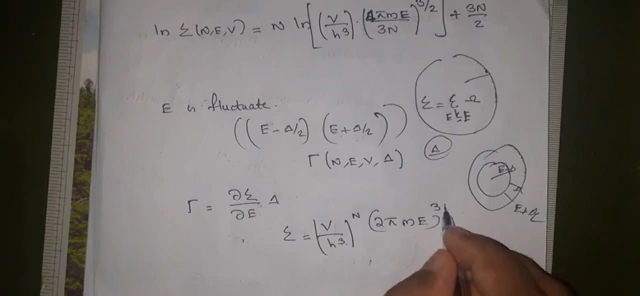 ln Σ(N,E,V) = N ln[(V/h³)·(4πmE/3N)^3/2] + 3N/2
E is fluctuate.
((E-Δ/2) (E+Δ/2))
Σ = Σ Ω
E'≤E
Γ(N,E,V,Δ)
Δ
Γ = ∂Σ/∂E Δ
Σ = (V/h³)^N (2πmE)^3